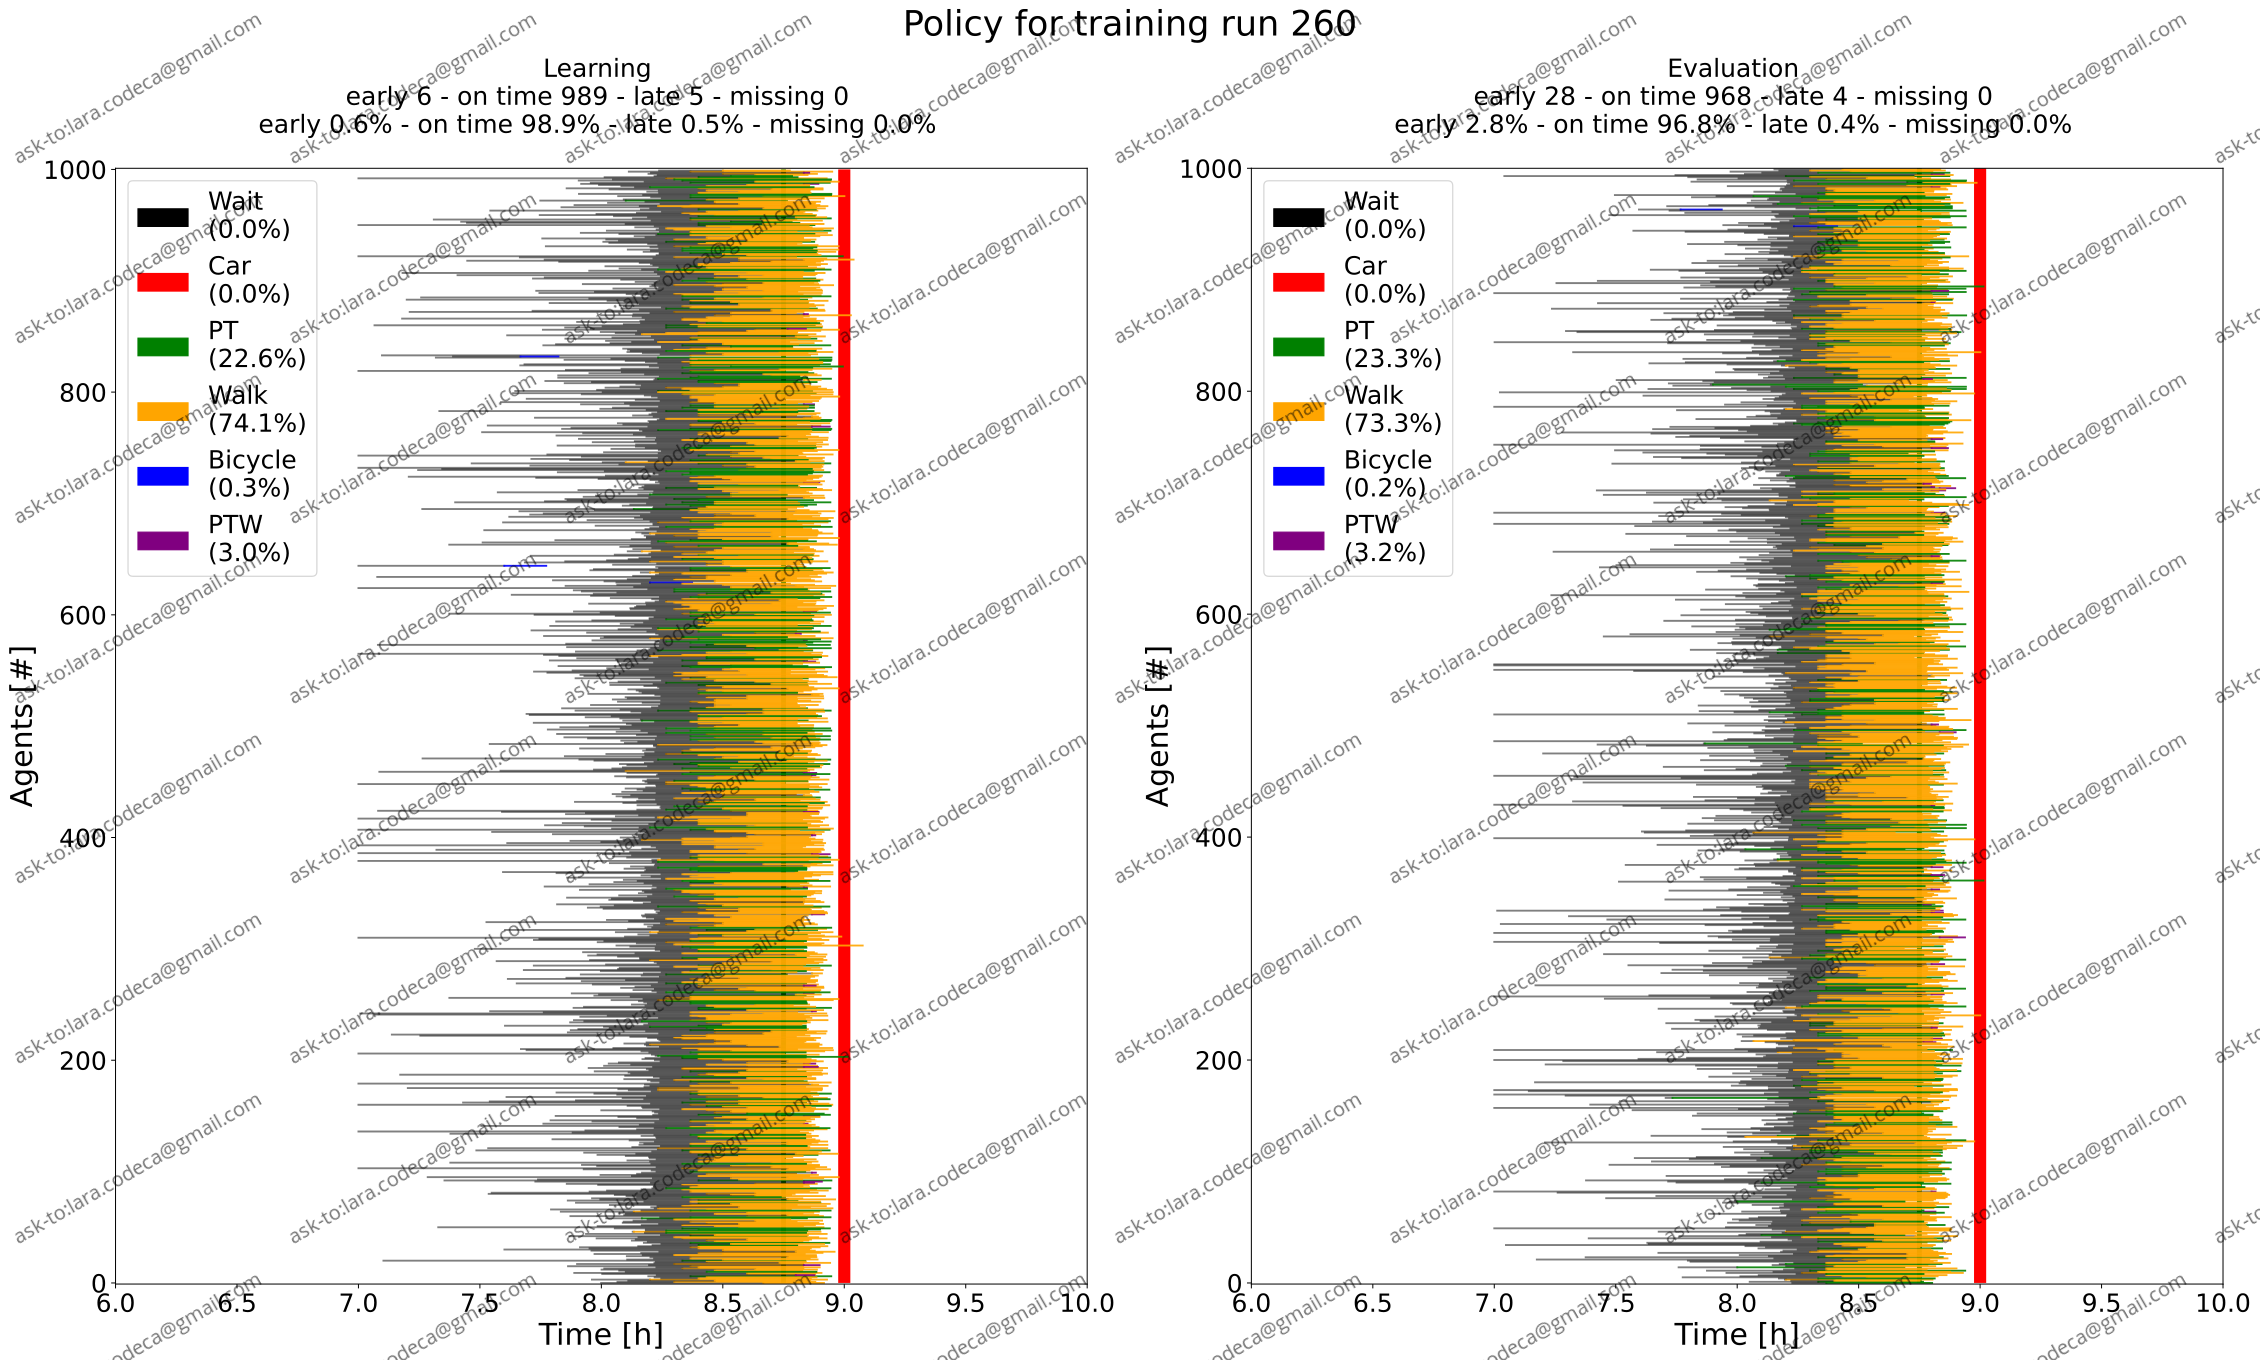 Policy for training run 260
Learning
early 6 - on time 989 - late 5 - missing 0
early 0.6% - on time 98.9% - late 0.5% - missing 0.0%
Wait
(0.0%)
Car
(0.0%)
PT
(22.6%)
Walk
(74.1%)
Bicycle
(0.3%)
PTW
(3.0%)
1000
800
600
400
200
0
Agents [#]
6.0 6.5 7.0 7.5 8.0 8.5 9.0 9.5 10.0
Time [h]
Evaluation
early 28 - on time 968 - late 4 - missing 0
early 2.8% - on time 96.8% - late 0.4% - missing 0.0%
Wait
(0.0%)
Car
(0.0%)
PT
(23.3%)
Walk
(73.3%)
Bicycle
(0.2%)
PTW
(3.2%)
1000
800
600
400
200
0
Agents [#]
6.0 6.5 7.0 7.5 8.0 8.5 9.0 9.5 10.0
Time [h]
ask-to:lara.codeca@gmail.com